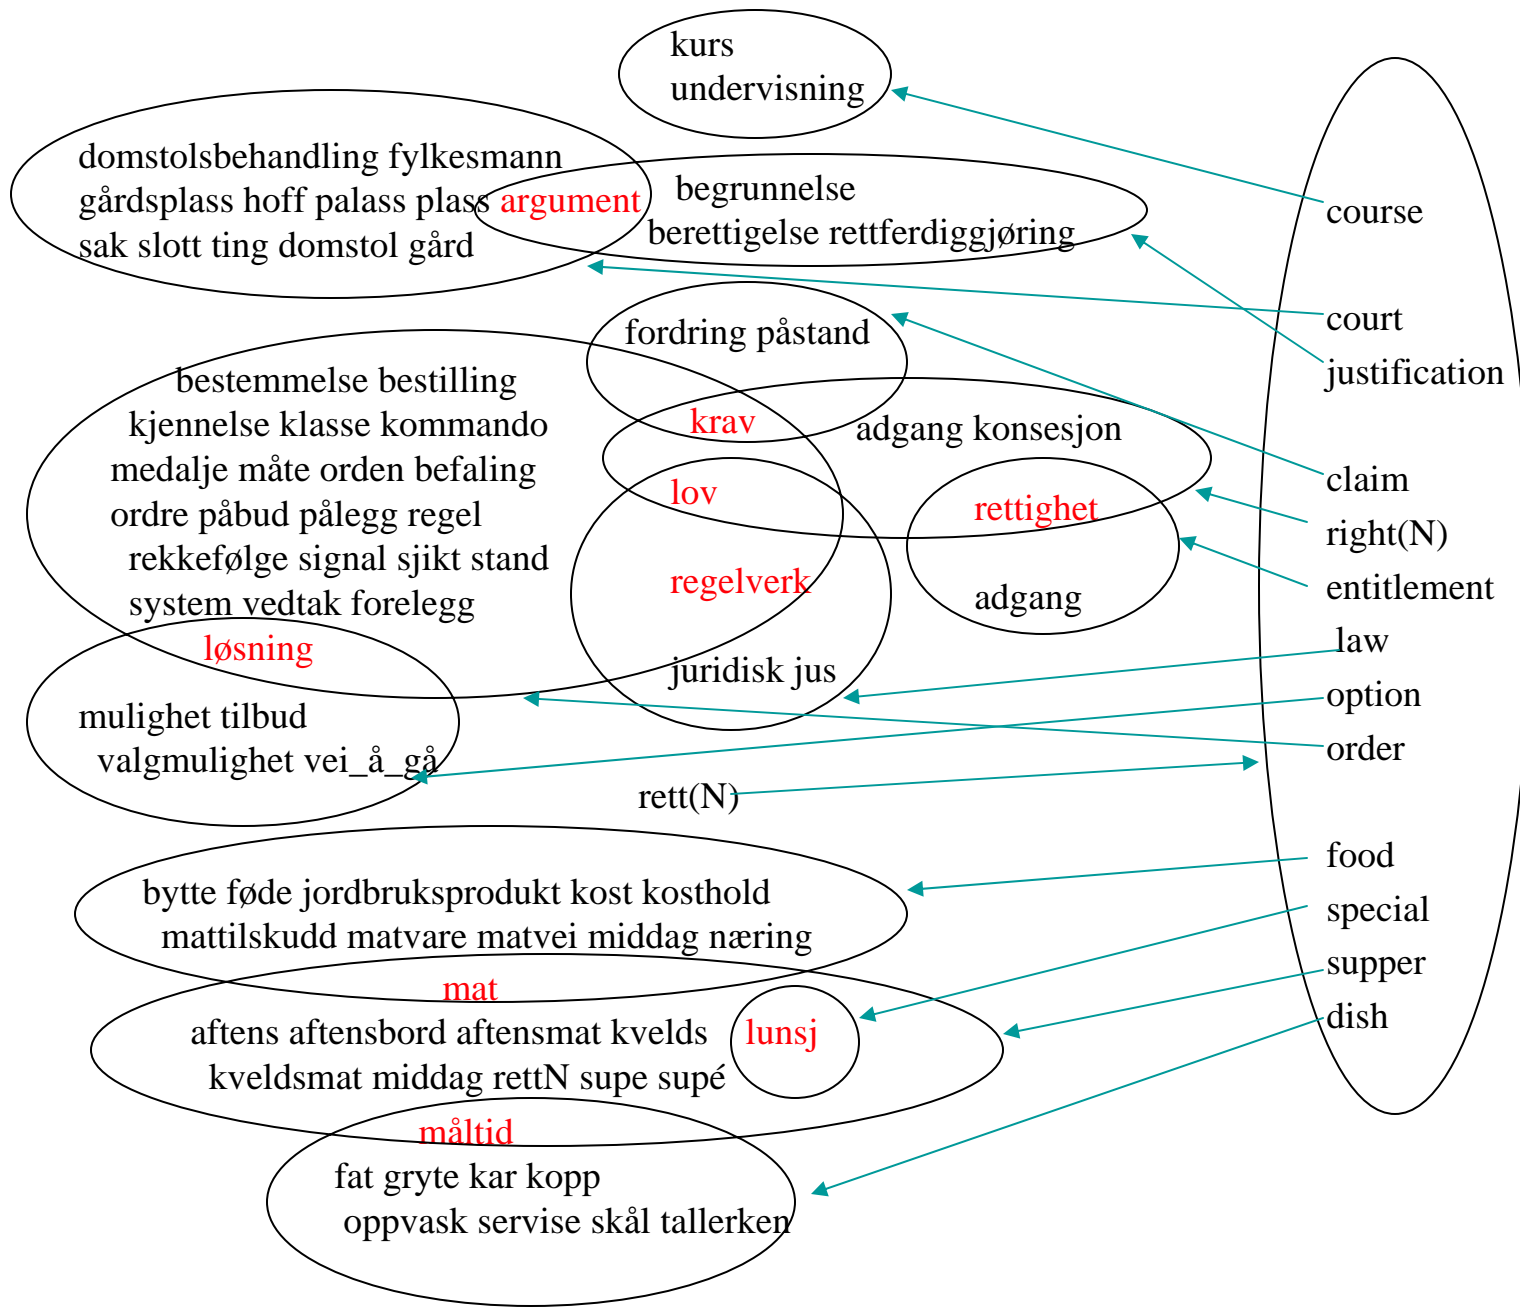 kurs
undervisning
domstolsbehandling fylkesmann
gårdsplass hoff palass plass argument
sak slott ting domstol gård
begrunnelse
berettigelse rettferdiggjøring
fordring påstand
bestemmelse bestilling
kjennelse klasse kommando
medalje måte orden befaling
ordre påbud pålegg regel
rekkefølge signal sjikt stand
system vedtak forelegg
krav
adgang konsesjon
lov
rettighet
regelverk
adgang
juridisk jus
løsning
mulighet tilbud
valgmulighet vei_å_gå
rett(N)
bytte føde jordbruksprodukt kost kosthold
mattilskudd matvare matvei middag næring
mat
aftens aftensbord aftensmat kvelds
lunsj
kveldsmat middag rettN supe supé
måltid
fat gryte kar kopp
oppvask servise skål tallerken
course
court
justification
claim
right(N)
entitlement
law
option
order
food
special
supper
dish